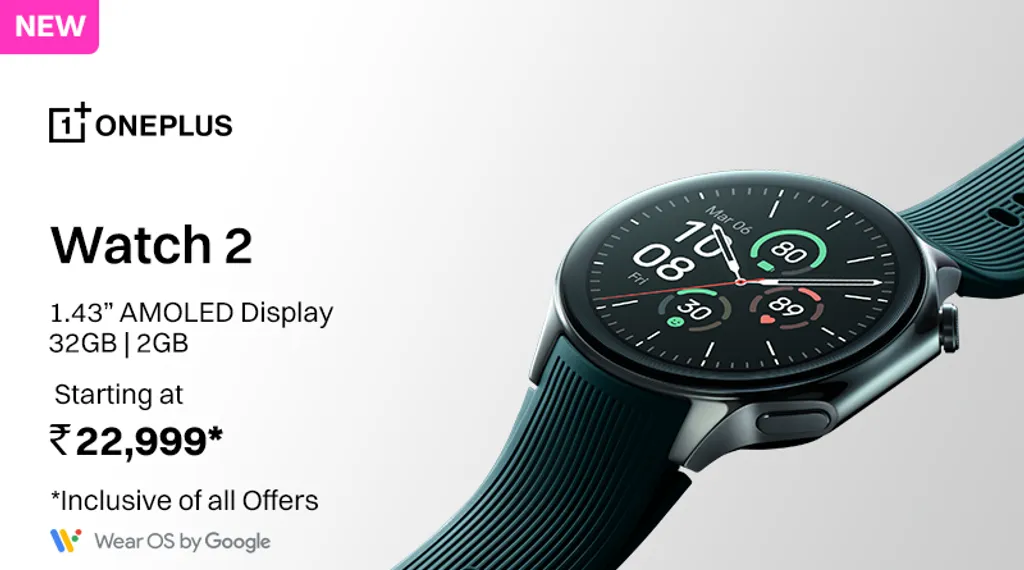 NEW
1+ ONEPLUS
Watch 2
1.43” AMOLED Display
32GB | 2GB
Starting at
₹22,999*
*Inclusive of all Offers
Wear OS by Google
Mar 06
10
08
Fri
80
30
89